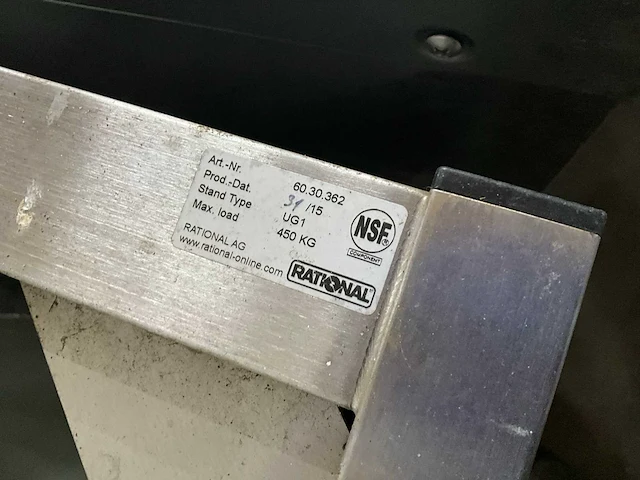 Art.-Nr. 60.30.362
Prod.-Dat. 31/15
Stand Type UG1
Max. load 450 KG
RATIONAL AG
www.rational-online.com
NSF®
COMPONENT
RATIONAL®